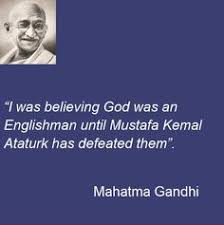 “I was believing God was an
Englishman until Mustafa Kemal
Ataturk has defeated them”.
Mahatma Gandhi